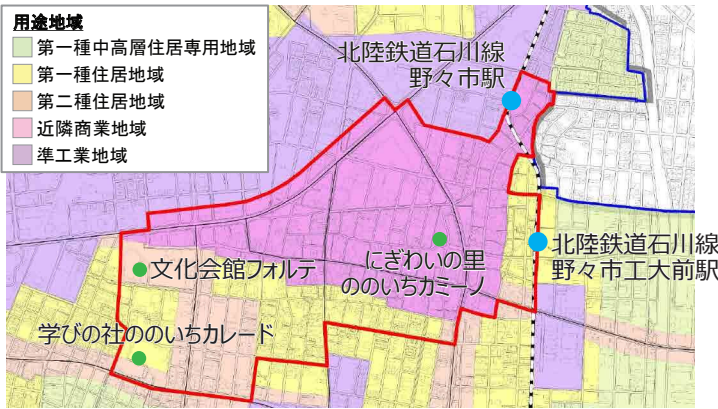 用途地域
第一種中高層住居専用地域
第一種住居地域
第二種住居地域
近隣商業地域
準工業地域
北陸鉄道石川線
野々市駅
北陸鉄道石川線
野々市工大前駅
にぎわいの里
ののいちカミーノ
文化会館フォルテ
学びの杜ののいちカレード